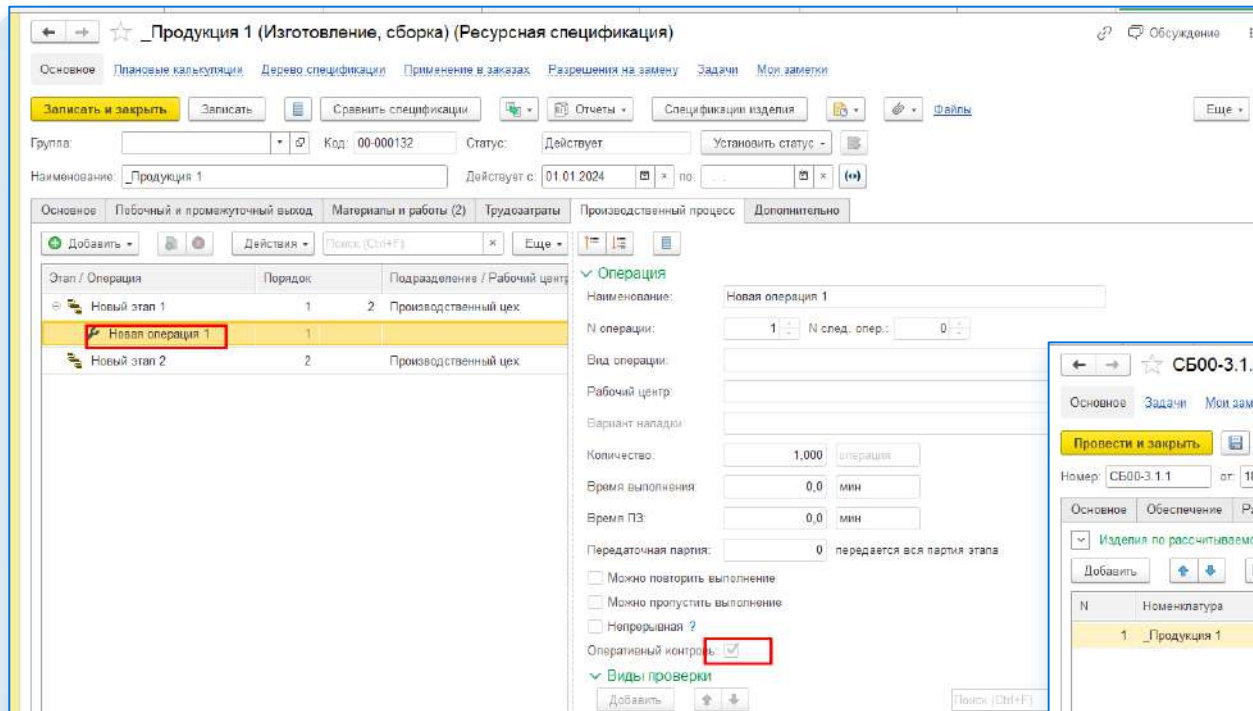 _Продукция 1 (Изготовление, сборка) (Ресурсная спецификация)
Обсуждение
Основное Плановые калькуляции Дерево спецификации Применение в заказах Разрешения на замену Задачи Мои заметки
Записать и закрыть Записать Сравнить спецификации Отчеты Спецификации изделия Файлы Еще
Группа: Код: 00-000132 Статус: Действует Установить статус
Наименование: _Продукция 1 Действует с: 01.01.2024 по: . .
Основное Побочный и промежуточный выход Материалы и работы (2) Трудозатраты Производственный процесс Дополнительно
Добавить Действия Поиск (Ctrl+F) × Еще
Этап / Операция Порядок Подразделение / Рабочий центр
Новый этап 1 1 2 Производственный цех
Новая операция 1 1
Новый этап 2 2 Производственный цех
Операция
Наименование: Новая операция 1
N операции: 1 N след. опер.: 0
Вид операции:
Рабочий центр:
Вариант наладки:
Количество: 1,000 операция
Время выполнения: 0,0 мин
Время ПЗ: 0,0 мин
Передаточная партия: 0 передается вся партия этапа
Можно повторить выполнение
Можно пропустить выполнение
Непрерывная ?
Оперативный контроль:
Виды проверки
Добавить Поиск (Ctrl+F)
СБ00-3.1.
Основное Задачи Мои зам
Провести и закрыть
Номер: СБ00-3.1.1 от: 18
Основное Обеспечение Ра
Изделия по рассчитываемо
Добавить
N Номенклатура
1 _Продукция 1